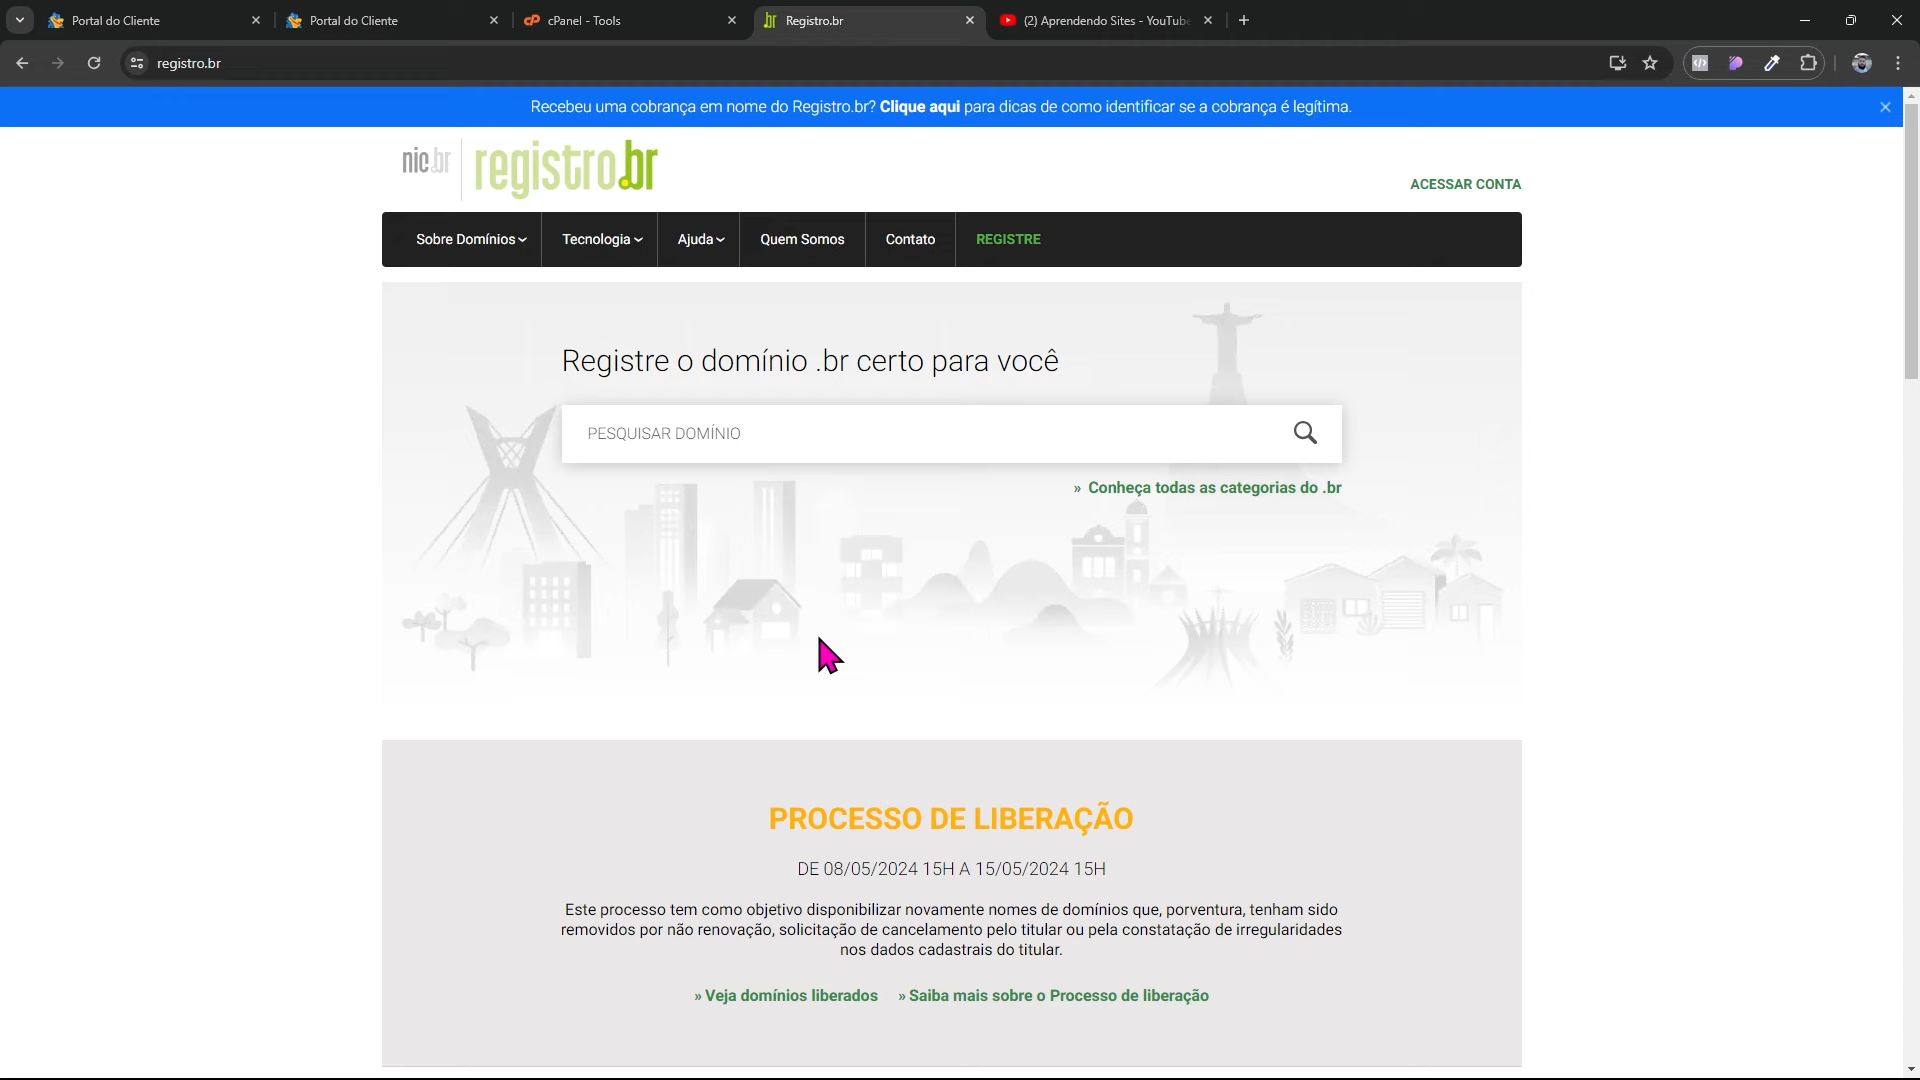 Portal do Cliente
Portal do Cliente
cPanel - Tools
Registro.br
(2) Aprendendo Sites - YouTube
registro.br
Recebeu uma cobrança em nome do Registro.br? Clique aqui para dicas de como identificar se a cobrança é legítima.
nic.br
registro.br
ACESSAR CONTA
Sobre Domínios
Tecnologia
Ajuda
Quem Somos
Contato
REGISTRE
Registre o domínio .br certo para você
PESQUISAR DOMÍNIO
» Conheça todas as categorias do .br
PROCESSO DE LIBERAÇÃO
DE 08/05/2024 15H A 15/05/2024 15H
Este processo tem como objetivo disponibilizar novamente nomes de domínios que, porventura, tenham sido
removidos por não renovação, solicitação de cancelamento pelo titular ou pela constatação de irregularidades
nos dados cadastrais do titular.
» Veja domínios liberados » Saiba mais sobre o Processo de liberação